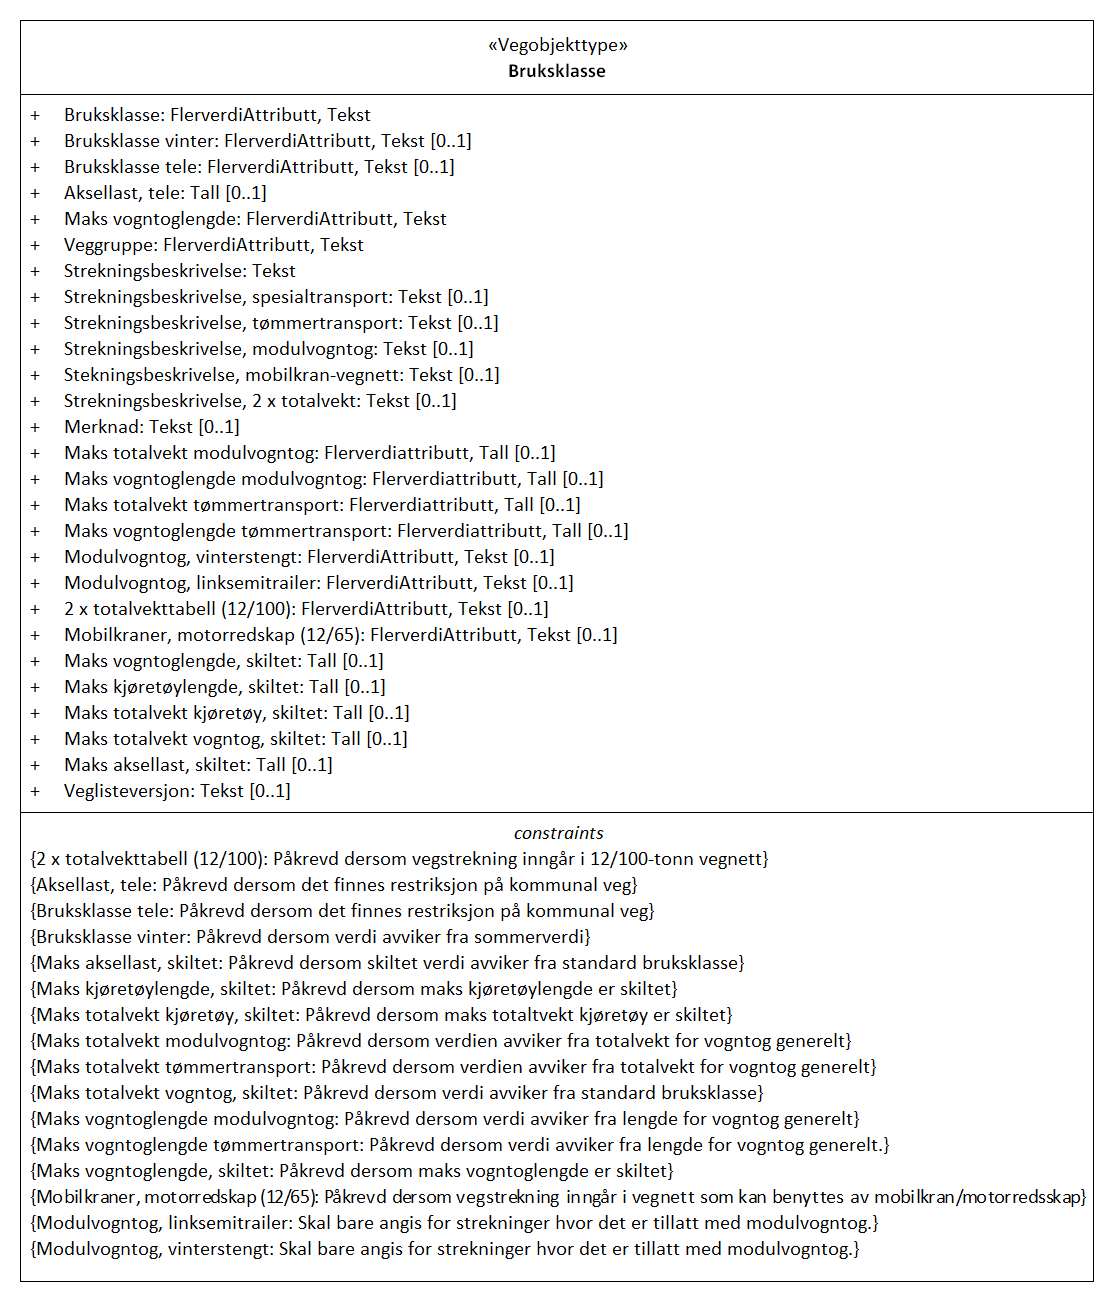 «Vegobjekttype»
Bruksklasse
+ Bruksklasse: FlerverdiAttributt, Tekst
+ Bruksklasse vinter: FlerverdiAttributt, Tekst [0..1]
+ Bruksklasse tele: FlerverdiAttributt, Tekst [0..1]
+ Aksellast, tele: Tall [0..1]
+ Maks vogntoglengde: FlerverdiAttributt, Tekst
+ Veggruppe: FlerverdiAttributt, Tekst
+ Strekningsbeskrivelse: Tekst
+ Strekningsbeskrivelse, spesialtransport: Tekst [0..1]
+ Strekningsbeskrivelse, tømmertransport: Tekst [0..1]
+ Strekningsbeskrivelse, modulvogntog: Tekst [0..1]
+ Stekningsbeskrivelse, mobilkran-vegnett: Tekst [0..1]
+ Strekningsbeskrivelse, 2 x totalvekt: Tekst [0..1]
+ Merknad: Tekst [0..1]
+ Maks totalvekt modulvogntog: Flerverdiattributt, Tall [0..1]
+ Maks vogntoglengde modulvogntog: Flerverdiattributt, Tall [0..1]
+ Maks totalvekt tømmertransport: Flerverdiattributt, Tall [0..1]
+ Maks vogntoglengde tømmertransport: Flerverdiattributt, Tall [0..1]
+ Modulvogntog, vinterstengt: FlerverdiAttributt, Tekst [0..1]
+ Modulvogntog, linksemitrailer: FlerverdiAttributt, Tekst [0..1]
+ 2 x totalvekttabell (12/100): FlerverdiAttributt, Tekst [0..1]
+ Mobilkraner, motorredskap (12/65): FlerverdiAttributt, Tekst [0..1]
+ Maks vogntoglengde, skiltet: Tall [0..1]
+ Maks kjøretøylengde, skiltet: Tall [0..1]
+ Maks totalvekt kjøretøy, skiltet: Tall [0..1]
+ Maks totalvekt vogntog, skiltet: Tall [0..1]
+ Maks aksellast, skiltet: Tall [0..1]
+ Veglisteversjon: Tekst [0..1]
constraints
{2 x totalvekttabell (12/100): Påkrevd dersom vegstrekning inngår i 12/100-tonn vegnett}
{Aksellast, tele: Påkrevd dersom det finnes restriksjon på kommunal veg}
{Bruksklasse tele: Påkrevd dersom det finnes restriksjon på kommunal veg}
{Bruksklasse vinter: Påkrevd dersom verdi avviker fra sommerverdi}
{Maks aksellast, skiltet: Påkrevd dersom skiltet verdi avviker fra standard bruksklasse}
{Maks kjøretøylengde, skiltet: Påkrevd dersom maks kjøretøylengde er skiltet}
{Maks totalvekt kjøretøy, skiltet: Påkrevd dersom maks totaltvekt kjøretøy er skiltet}
{Maks totalvekt modulvogntog: Påkrevd dersom verdien avviker fra totalvekt for vogntog generelt}
{Maks totalvekt tømmertransport: Påkrevd dersom verdien avviker fra totalvekt for vogntog generelt}
{Maks totalvekt vogntog, skiltet: Påkrevd dersom verdi avviker fra standard bruksklasse}
{Maks vogntoglengde modulvogntog: Påkrevd dersom verdi avviker fra lengde for vogntog generelt}
{Maks vogntoglengde tømmertransport: Påkrevd dersom verdi avviker fra lengde for vogntog generelt.}
{Maks vogntoglengde, skiltet: Påkrevd dersom maks vogntoglengde er skiltet}
{Mobilkraner, motorredskap (12/65): Påkrevd dersom vegstrekning inngår i vegnett som kan benyttes av mobilkran/motorredsskap}
{Modulvogntog, linksemitrailer: Skal bare angis for strekninger hvor det er tillatt med modulvogntog.}
{Modulvogntog, vinterstengt: Skal bare angis for strekninger hvor det er tillatt med modulvogntog.}